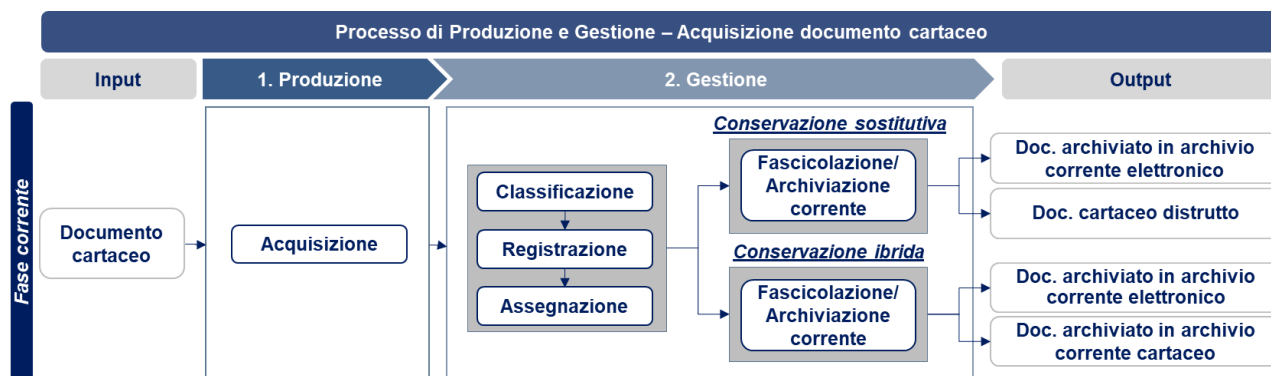 Processo di Produzione e Gestione – Acquisizione documento cartaceo
Input
1. Produzione
2. Gestione
Output
Fase corrente
Documento
cartaceo
Acquisizione
Classificazione
Registrazione
Assegnazione
Conservazione sostitutiva
Fascicolazione/
Archiviazione
corrente
Conservazione ibrida
Fascicolazione/
Archiviazione
corrente
Doc. archiviato in archivio
corrente elettronico
Doc. cartaceo distrutto
Doc. archiviato in archivio
corrente elettronico
Doc. archiviato in archivio
corrente cartaceo